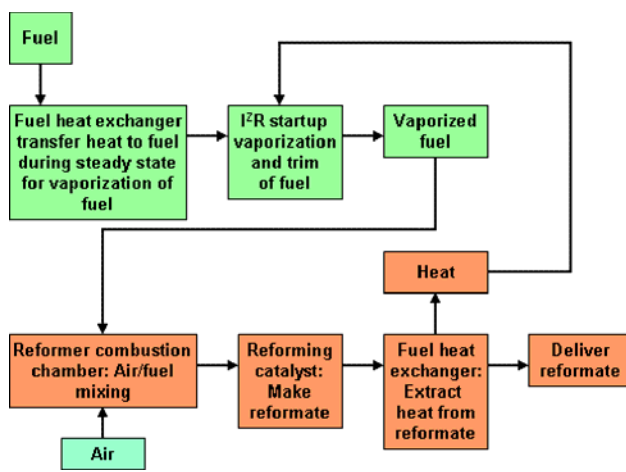 Fuel
Fuel heat exchanger
transfer heat to fuel
during steady state
for vaporization of
fuel
I²R startup
vaporization
and trim
of fuel
Vaporized
fuel
Heat
Reformer combustion
chamber: Air/fuel
mixing
Reforming
catalyst:
Make
reformate
Fuel heat
exchanger:
Extract
heat from
reformate
Deliver
reformate
Air